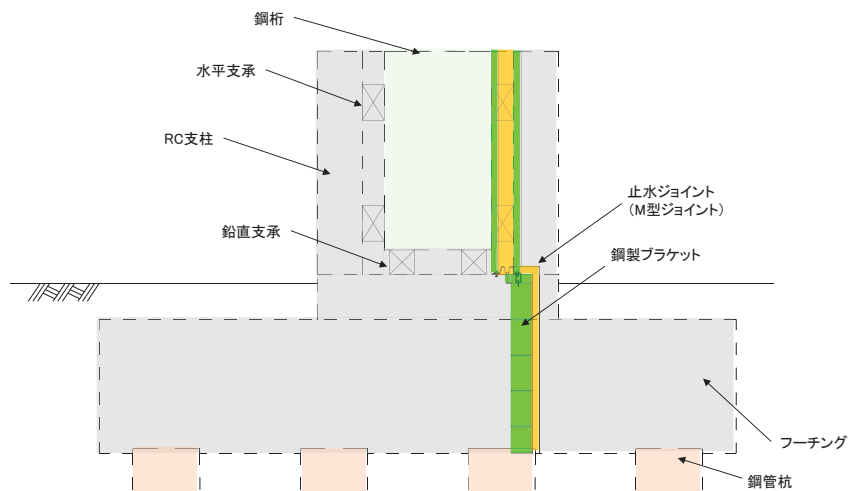 鋼桁
水平支承
RC支柱
鉛直支承
止水ジョイント
（M型ジョイント）
鋼製ブラケット
フーチング
鋼管杭